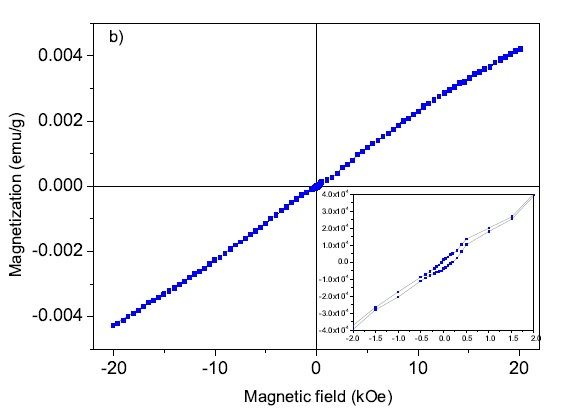 b)
0.004
0.002
0.000
-0.002
-0.004
Magnetization (emu/g)
4.0x10⁻⁴
3.0x10⁻⁴
2.0x10⁻⁴
1.0x10⁻⁴
0.0
-1.0x10⁻⁴
-2.0x10⁻⁴
-3.0x10⁻⁴
-4.0x10⁻⁴
-2.0 -1.5 -1.0 -0.5 0.0 0.5 1.0 1.5 2.0
-20 -10 0 10 20
Magnetic field (kOe)